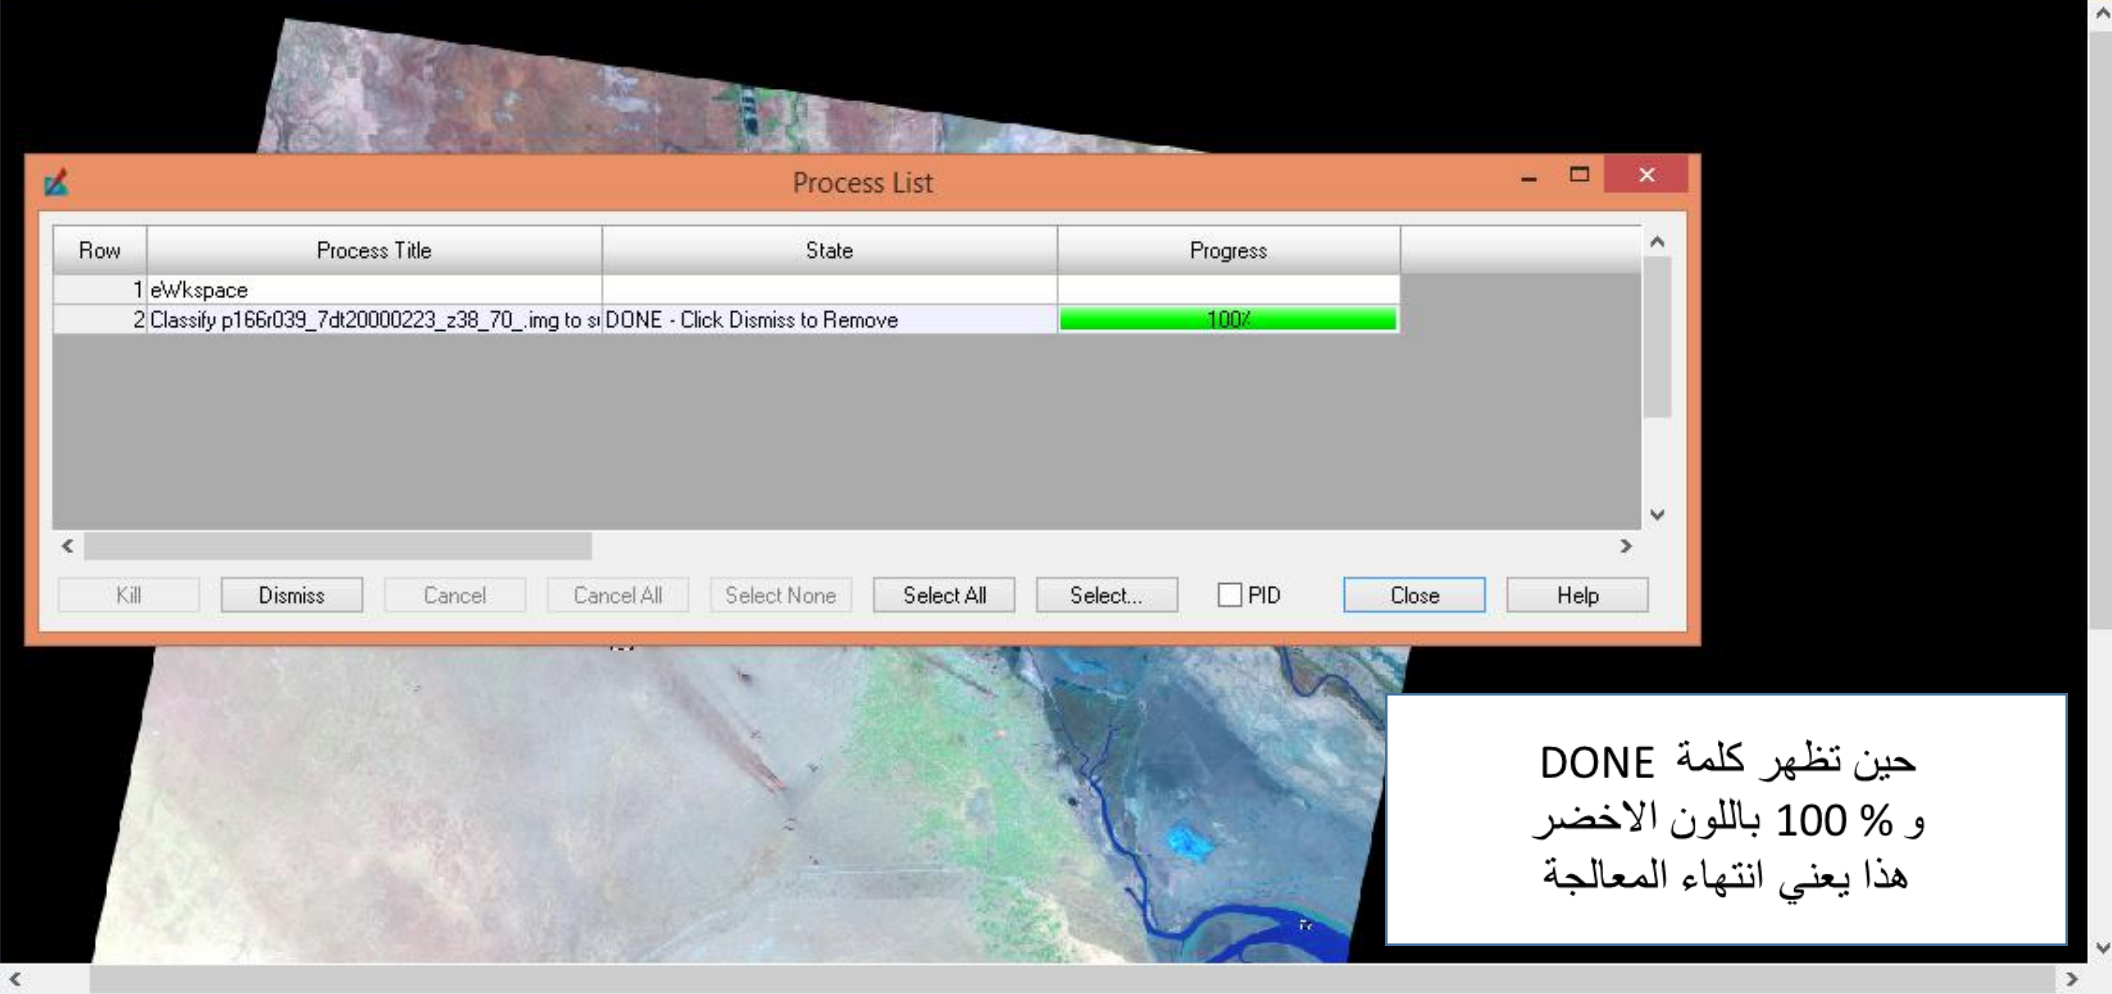 Process List
Row Process Title State Progress
1 eWkspace
2 Classify p166r039_7dt20000223_z38_70_.img to DONE - Click Dismiss to Remove 100%
Kill Dismiss Cancel Cancel All Select None Select All Select... PID Close Help
حين تظهر كلمة DONE
و % 100 باللون الاخضر
هذا يعني انتهاء المعالجة